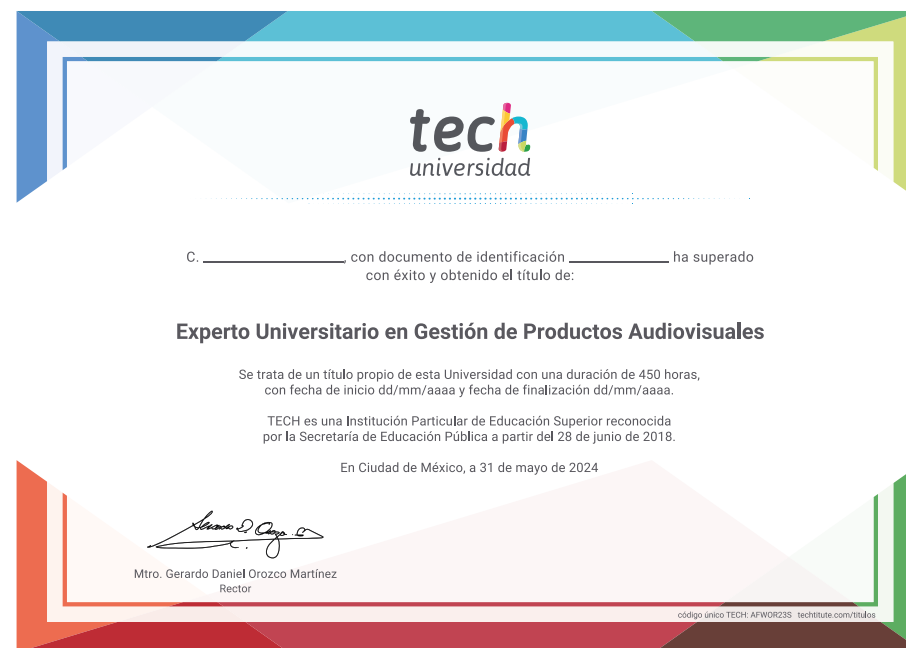 tech
universidad
C. ____________, con documento de identificación ____________ ha superado
con éxito y obtenido el título de:
Experto Universitario en Gestión de Productos Audiovisuales
Se trata de un título propio de esta Universidad con una duración de 450 horas,
con fecha de inicio dd/mm/aaaa y fecha de finalización dd/mm/aaaa.
TECH es una Institución Particular de Educación Superior reconocida
por la Secretaría de Educación Pública a partir del 28 de junio de 2018.
En Ciudad de México, a 31 de mayo de 2024
Mtro. Gerardo Daniel Orozco Martínez
Rector
código único TECH: AFWOR23S techtitute.com/titulos